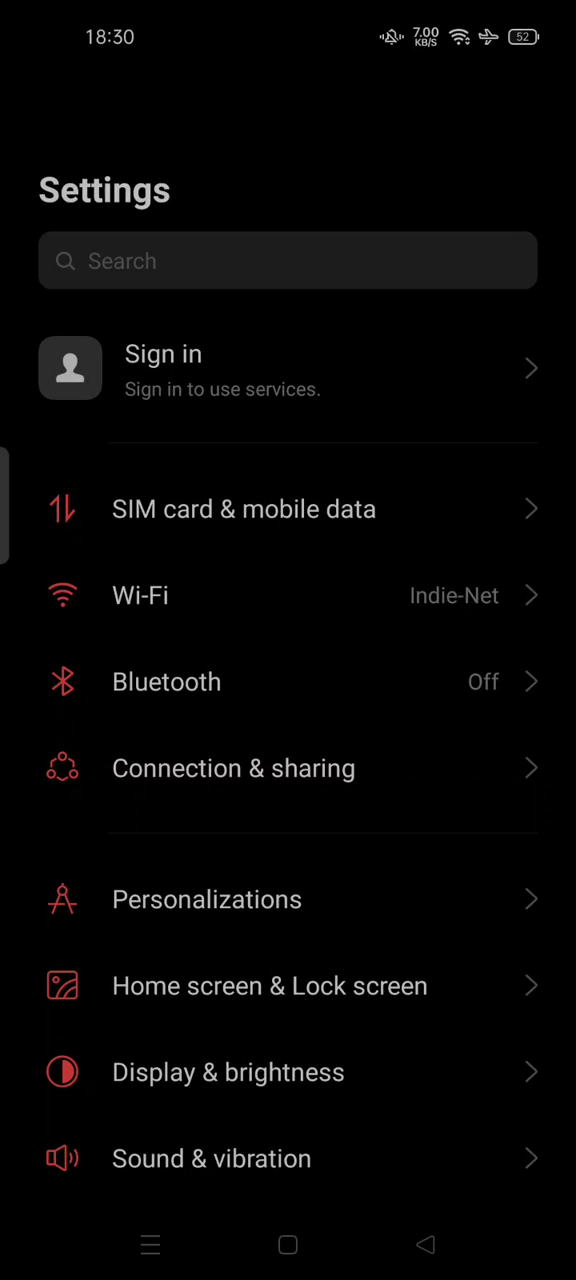 18:30
7.00
KB/S
52
Settings
Search
Sign in
Sign in to use services.
SIM card & mobile data
Wi-Fi
Indie-Net
Bluetooth
Off
Connection & sharing
Personalizations
Home screen & Lock screen
Display & brightness
Sound & vibration